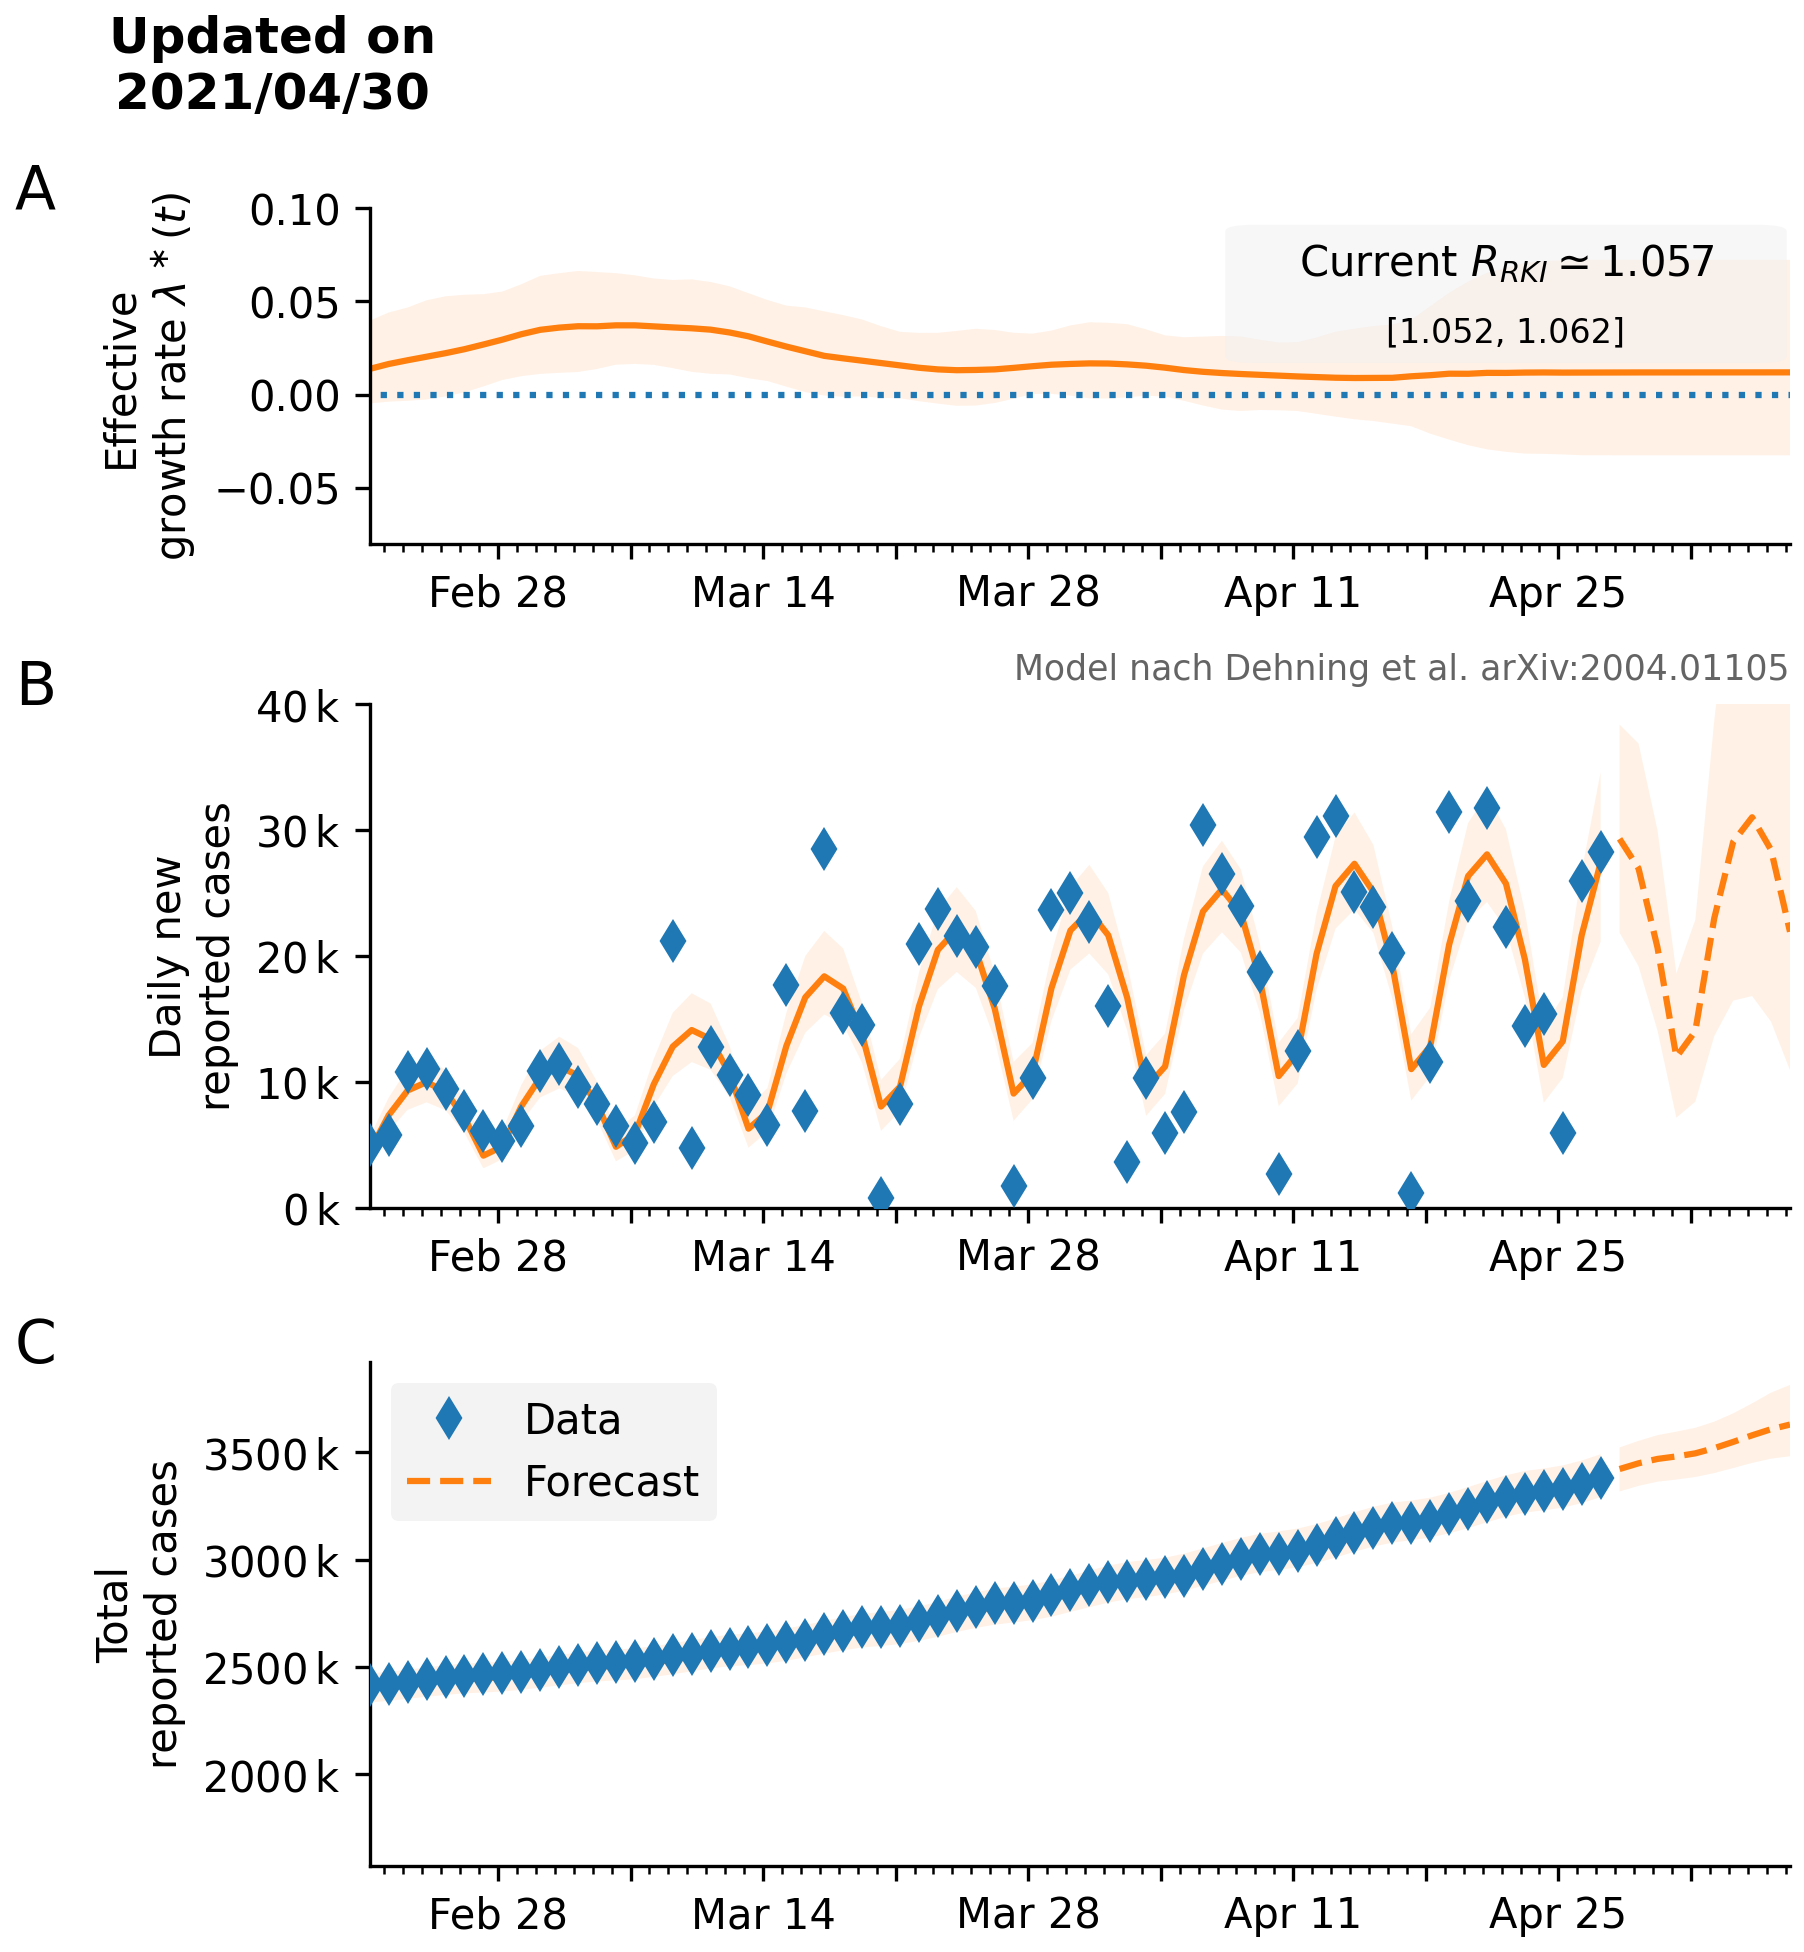 Updated on
2021/04/30
A
Effective
growth rate λ * (t)
0.10
0.05
0.00
−0.05
Current R_RKI ≃ 1.057
[1.052, 1.062]
Feb 28
Mar 14
Mar 28
Apr 11
Apr 25
Model nach Dehning et al. arXiv:2004.01105
B
Daily new
reported cases
40 k
30 k
20 k
10 k
0 k
Feb 28
Mar 14
Mar 28
Apr 11
Apr 25
C
Total
reported cases
3500 k
3000 k
2500 k
2000 k
Data
Forecast
Feb 28
Mar 14
Mar 28
Apr 11
Apr 25